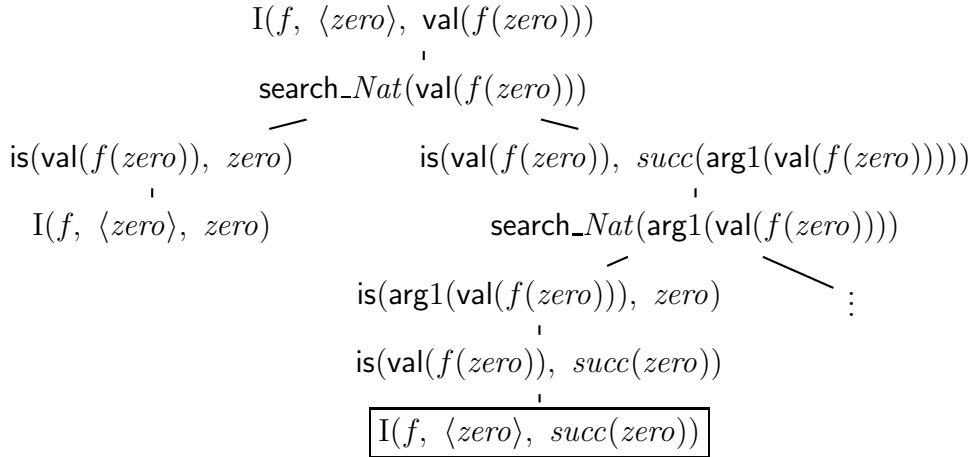 I(f, ⟨zero⟩, val(f(zero)))
search_Nat(val(f(zero)))
is(val(f(zero)), zero) is(val(f(zero)), succ(arg1(val(f(zero)))))
I(f, ⟨zero⟩, zero) search_Nat(arg1(val(f(zero))))
is(arg1(val(f(zero))), zero) ⋮
is(val(f(zero)), succ(zero))
I(f, ⟨zero⟩, succ(zero))